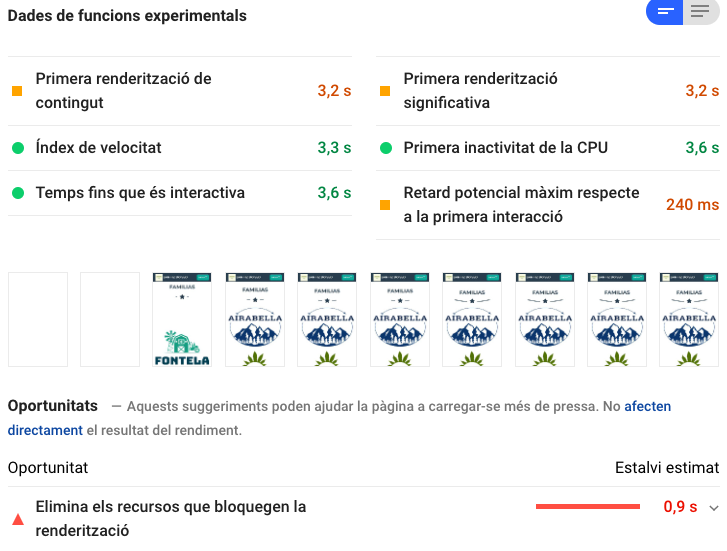 Dades de funcions experimentals
Primera renderització de
contingut
3,2 s
Primera renderització
significativa
3,2 s
Índex de velocitat
3,3 s
Primera inactivitat de la CPU
3,6 s
Temps fins que és interactiva
3,6 s
Retard potencial màxim respecte
a la primera interacció
240 ms
FAMILIAS
FONTELA
FAMILIAS
AIRABELLA
FAMILIAS
AIRABELLA
FAMILIAS
AIRABELLA
FAMILIAS
AIRABELLA
FAMILIAS
AIRABELLA
FAMILIAS
AIRABELLA
FAMILIAS
AIRABELLA
Oportunitats — Aquests suggeriments poden ajudar la pàgina a carregar-se més de pressa. No afecten
directament el resultat del rendiment.
Oportunitat
Estalvi estimat
Elimina els recursos que bloquegen la
renderització
0,9 s